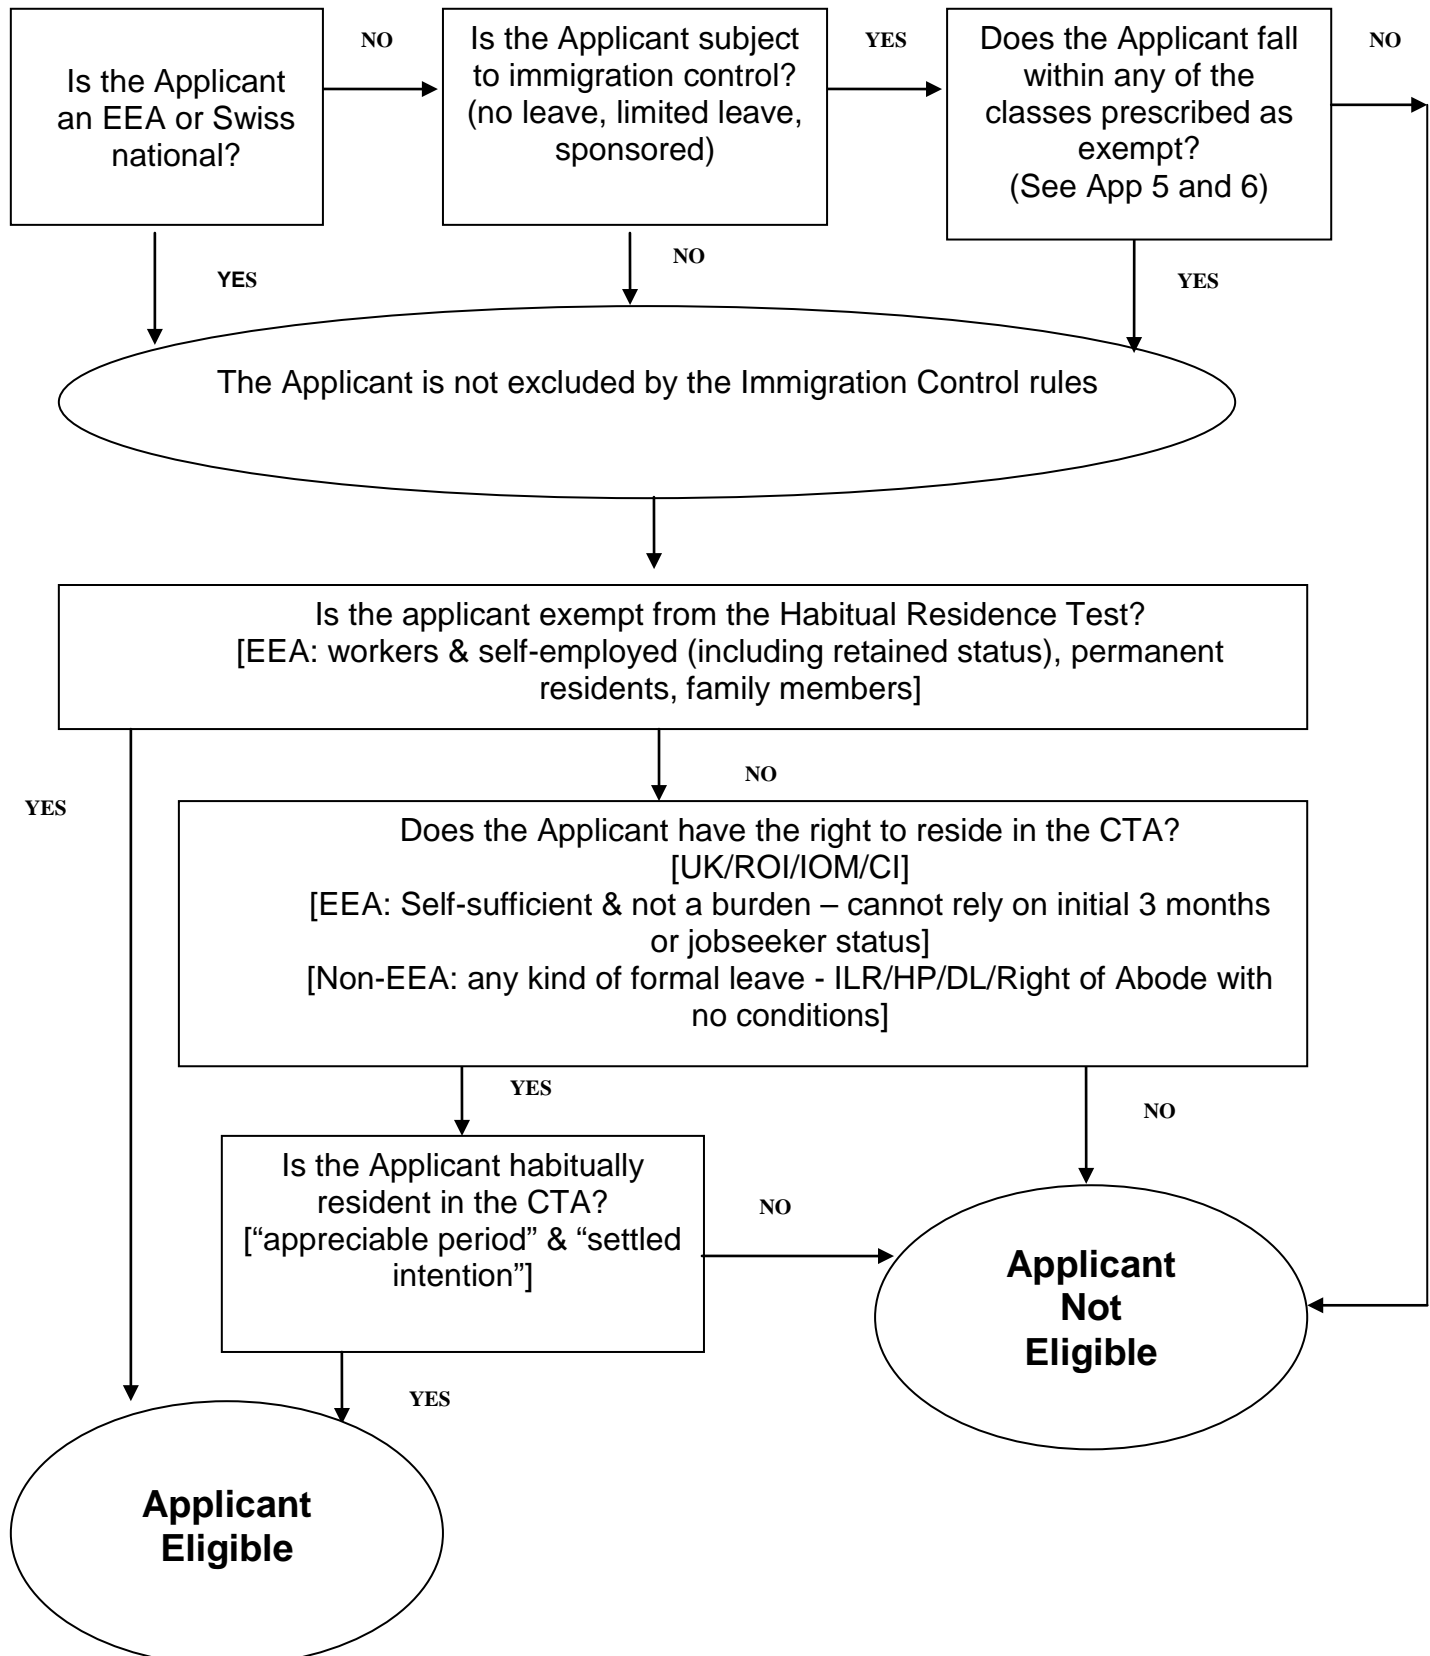 Is the Applicant
an EEA or Swiss
national?
NO
Is the Applicant subject
to immigration control?
(no leave, limited leave,
sponsored)
YES
Does the Applicant fall
within any of the
classes prescribed as
exempt?
(See App 5 and 6)
NO
YES
NO
YES
The Applicant is not excluded by the Immigration Control rules
Is the applicant exempt from the Habitual Residence Test?
[EEA: workers & self-employed (including retained status), permanent
residents, family members]
YES
NO
Does the Applicant have the right to reside in the CTA?
[UK/ROI/IOM/CI]
[EEA: Self-sufficient & not a burden – cannot rely on initial 3 months
or jobseeker status]
[Non-EEA: any kind of formal leave - ILR/HP/DL/Right of Abode with
no conditions]
YES
NO
Is the Applicant habitually
resident in the CTA?
[“appreciable period” & “settled
intention”]
NO
YES
Applicant
Not
Eligible
Applicant
Eligible